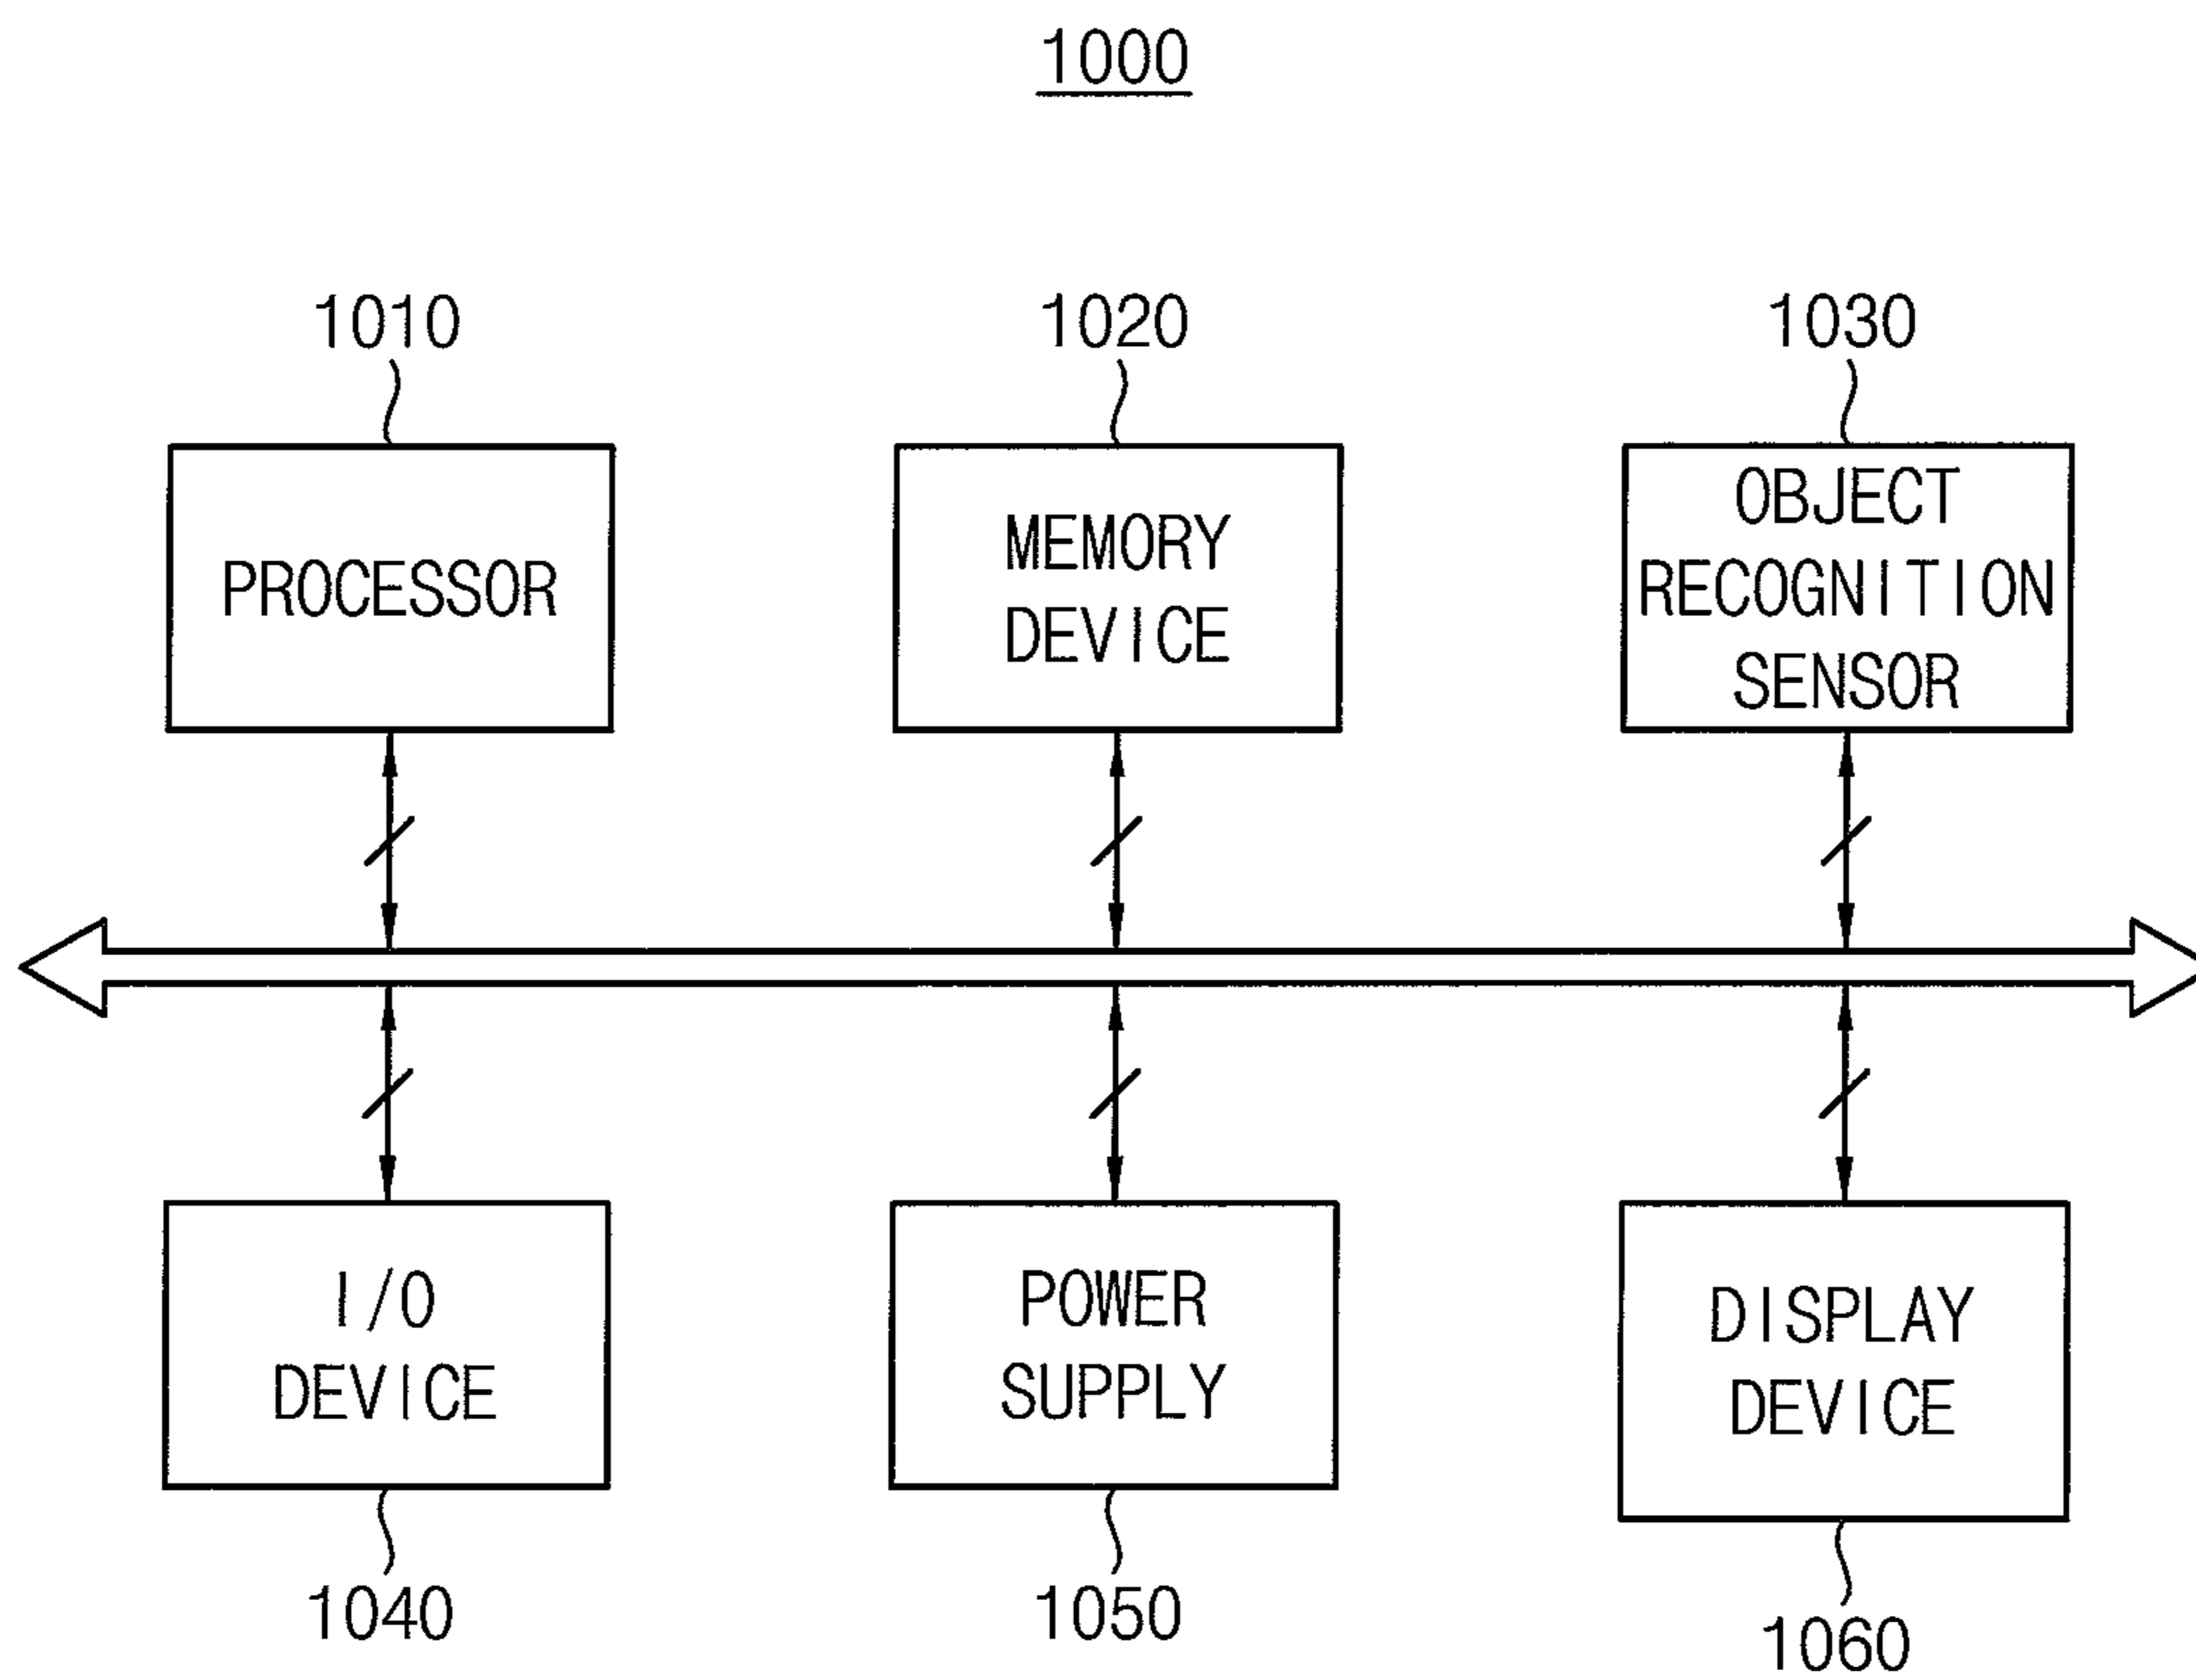 1000
1010
1020
1030
PROCESSOR
MEMORY
DEVICE
OBJECT
RECOGNITION
SENSOR
I/O
DEVICE
POWER
SUPPLY
DISPLAY
DEVICE
1040
1050
1060